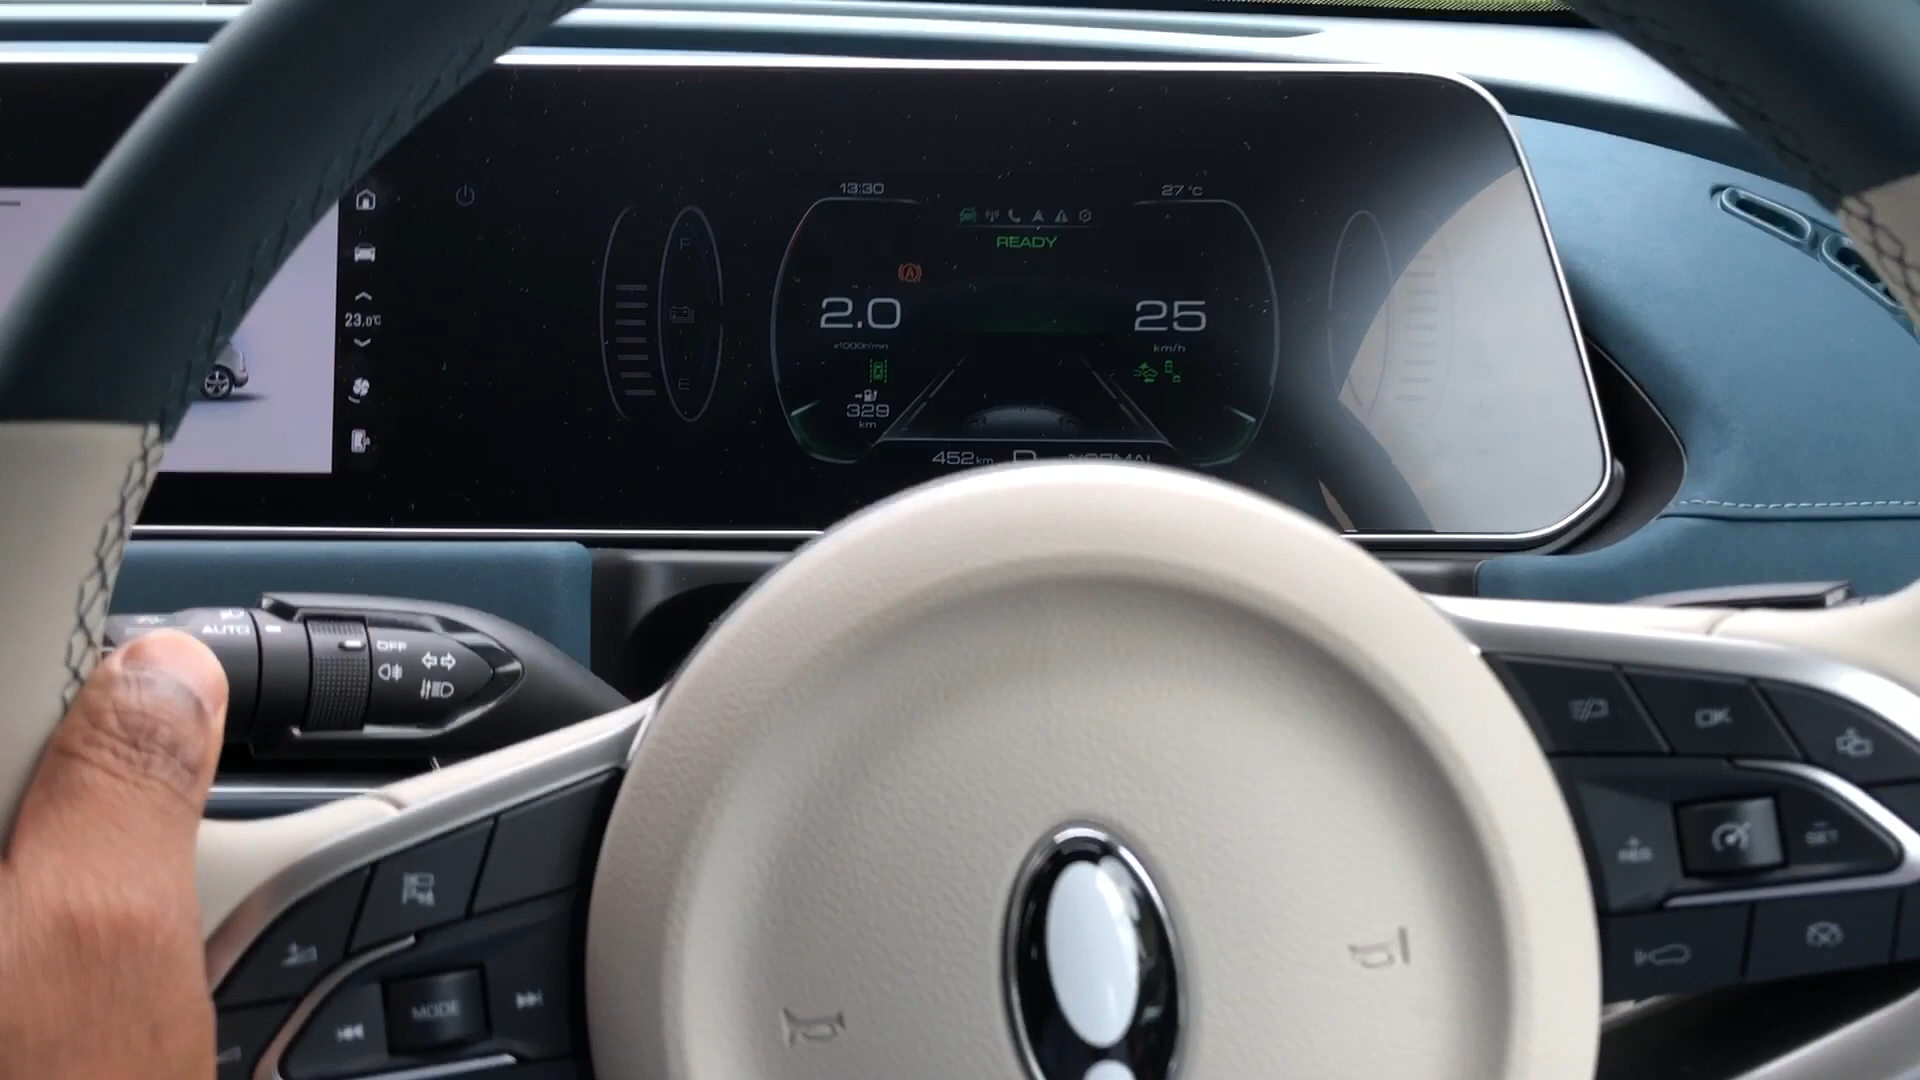 13:30
27 °C
READY
F
2.0
x1000r/min
25
km/h
23.0°C
E
329
km
452km D NORMAL
AUTO
OFF
OK
MODE
RES
SET